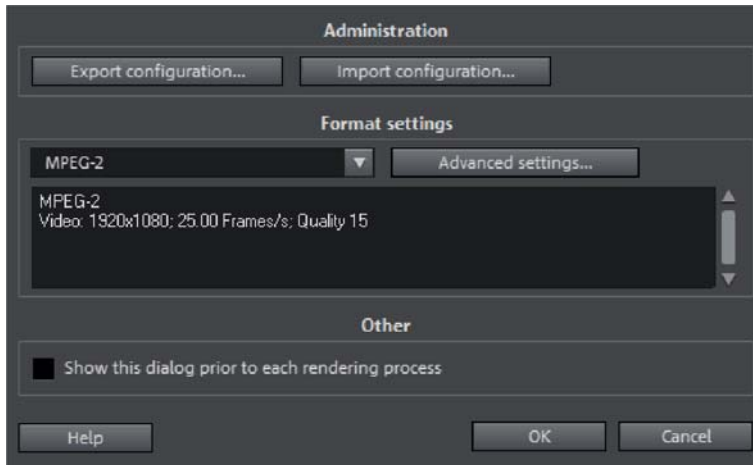 Administration
Export configuration... Import configuration...
Format settings
MPEG-2 Advanced settings...
MPEG-2
Video: 1920x1080; 25.00 Frames/s; Quality 15
Other
Show this dialog prior to each rendering process
Help OK Cancel